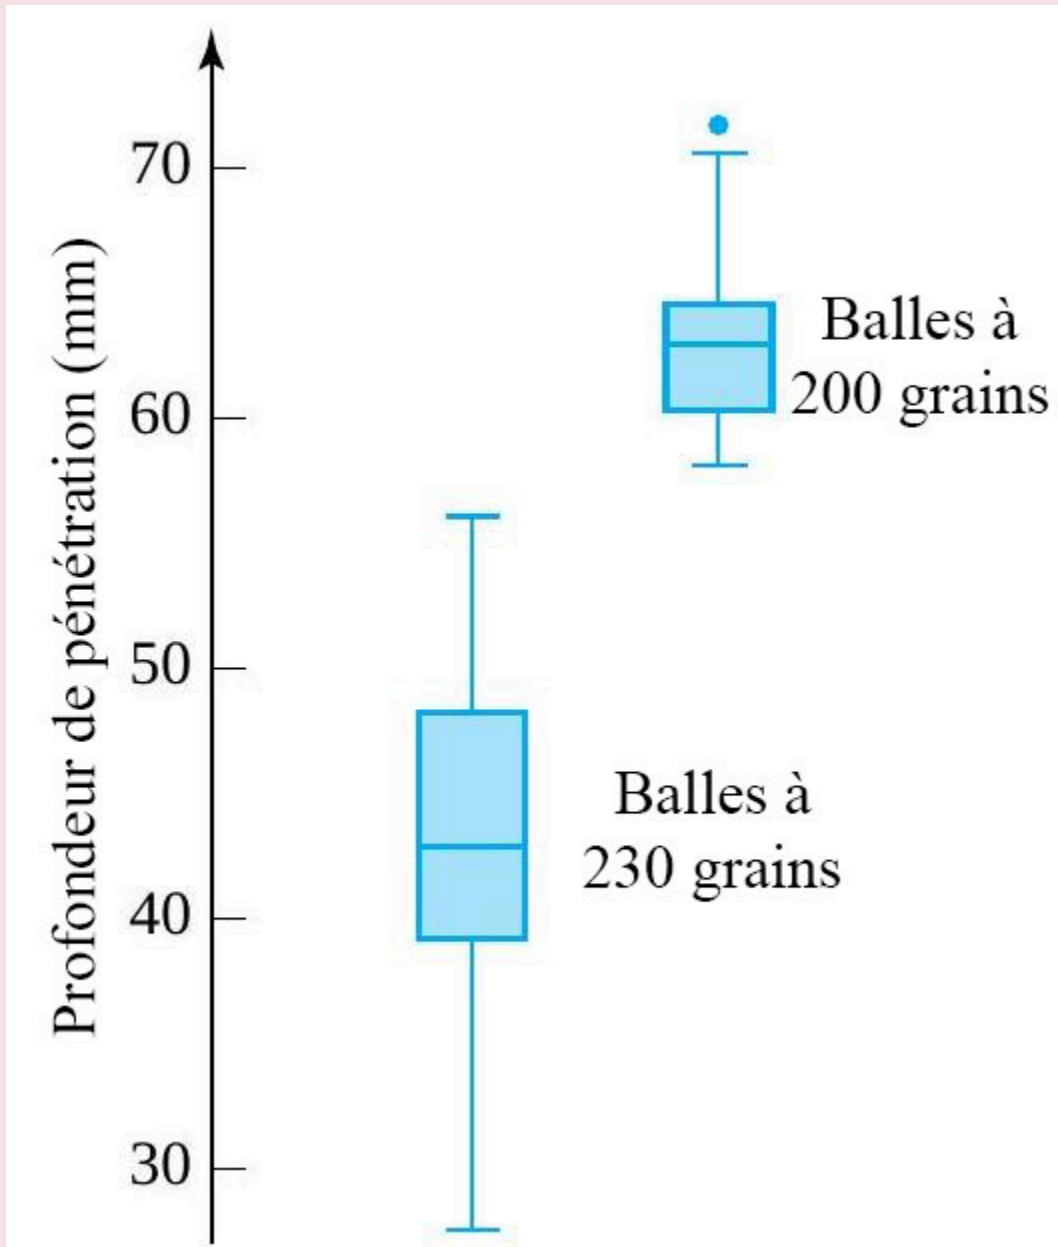 Profondeur de pénétration (mm)
70
60
50
40
30
Balles à
200 grains
Balles à
230 grains